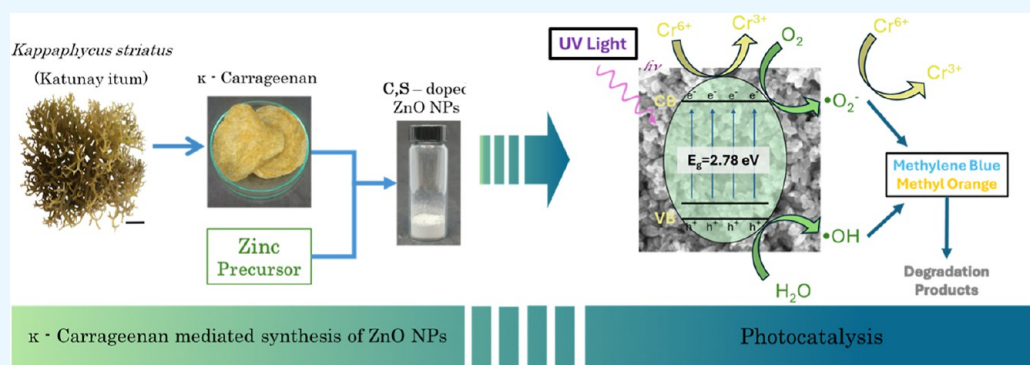 Kappaphycus striatus
(Katunay itum)
κ - Carrageenan
C,S – doped
ZnO NPs
Zinc
Precursor
κ - Carrageenan mediated synthesis of ZnO NPs
UV Light
hν
Cr⁶⁺
Cr³⁺
O₂
CB
e⁻ e⁻ e⁻ e⁻
E₉=2.78 eV
VB
h⁺ h⁺ h⁺ h⁺
•O₂⁻
•OH
H₂O
Cr⁶⁺
Cr³⁺
Methylene Blue
Methyl Orange
Degradation
Products
Photocatalysis